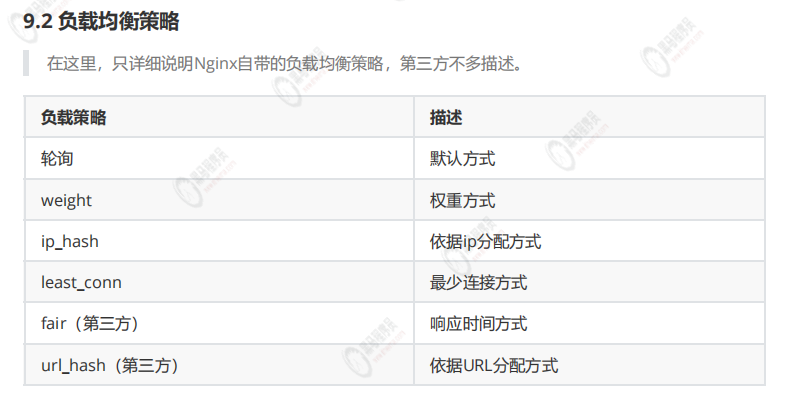 9.2 负载均衡策略
在这里，只详细说明Nginx自带的负载均衡策略，第三方不多描述。
负载策略 描述
轮询 默认方式
weight 权重方式
ip_hash 依据ip分配方式
least_conn 最少连接方式
fair（第三方） 响应时间方式
url_hash（第三方） 依据URL分配方式